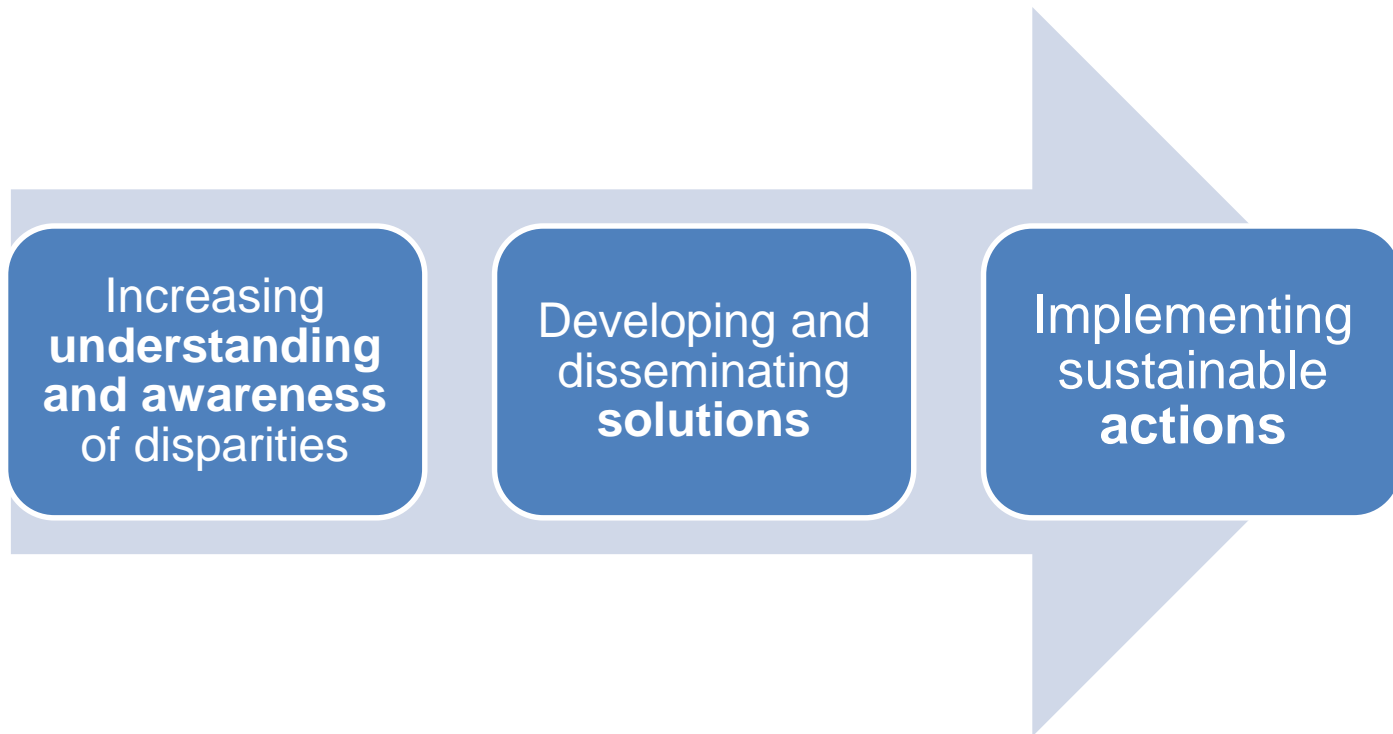 Increasing
understanding
and awareness
of disparities
Developing and
disseminating
solutions
Implementing
sustainable
actions